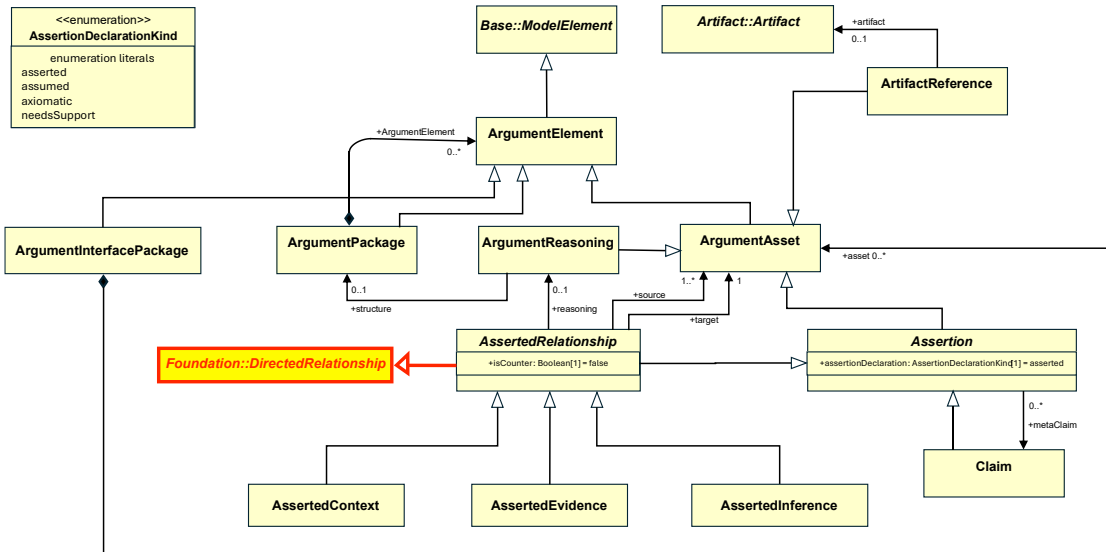 <<enumeration>>
AssertionDeclarationKind
enumeration literals
asserted
assumed
axiomatic
needsSupport
Base::ModelElement
Artifact::Artifact
+artifact
0..1
ArtifactReference
+ArgumentElement
0..*
ArgumentElement
ArgumentInterfacePackage
ArgumentPackage
ArgumentReasoning
ArgumentAsset
+asset 0..*
0..1
+structure
0..1
+reasoning
1..*
+source
1
+target
Foundation::DirectedRelationship
AssertedRelationship
+isCounter: Boolean[1] = false
Assertion
+assertionDeclaration: AssertionDeclarationKind[1] = asserted
0..*
+metaClaim
Claim
AssertedContext
AssertedEvidence
AssertedInference